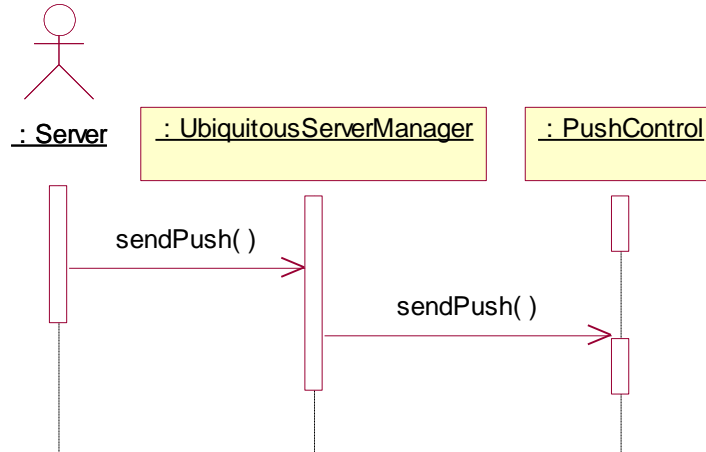 : Server
: UbiquitousServerManager
: PushControl
sendPush( )
sendPush( )